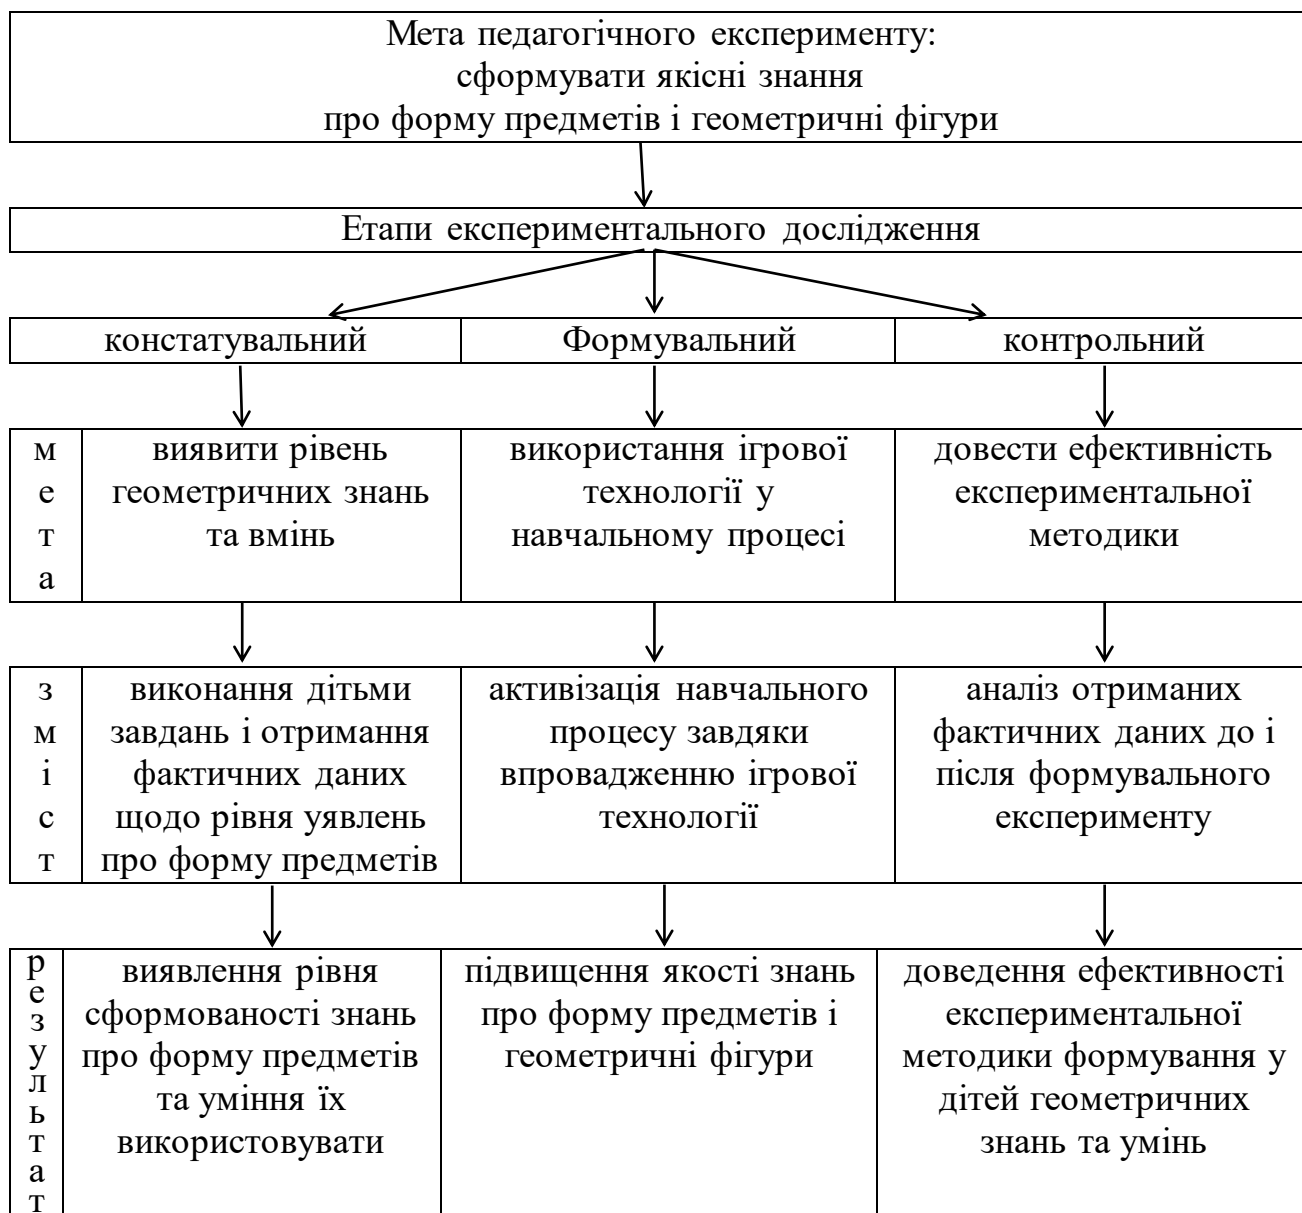 Мета педагогічного експерименту:
сформувати якісні знання
про форму предметів і геометричні фігури
Етапи експериментального дослідження
констатувальний
Формувальний
контрольний
мета
виявити рівень
геометричних знань
та вмінь
використання ігрової
технології у
навчальному процесі
довести ефективність
експериментальної
методики
зміст
виконання дітьми
завдань і отримання
фактичних даних
щодо рівня уявлень
про форму предметів
активізація навчального
процесу завдяки
впровадженню ігрової
технології
аналіз отриманих
фактичних даних до і
після формувального
експерименту
результат
виявлення рівня
сформованості знань
про форму предметів
та уміння їх
використовувати
підвищення якості знань
про форму предметів і
геометричні фігури
доведення ефективності
експериментальної
методики формування у
дітей геометричних
знань та умінь